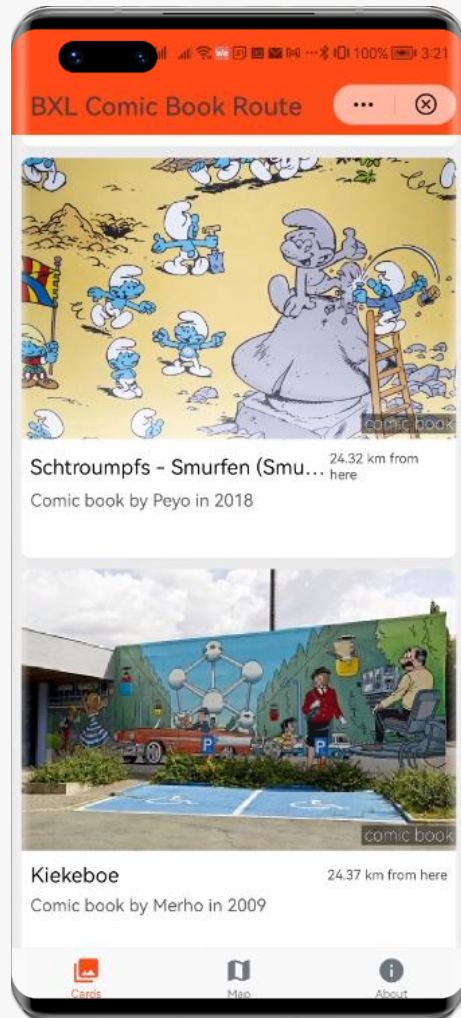 100% 3:21
BXL Comic Book Route
comic book
Schtroumpfs - Smurfen (Smu...
24.32 km from
here
Comic book by Peyo in 2018
P
P
comic book
Kiekeboe
24.37 km from here
Comic book by Merho in 2009
Cards
Map
About